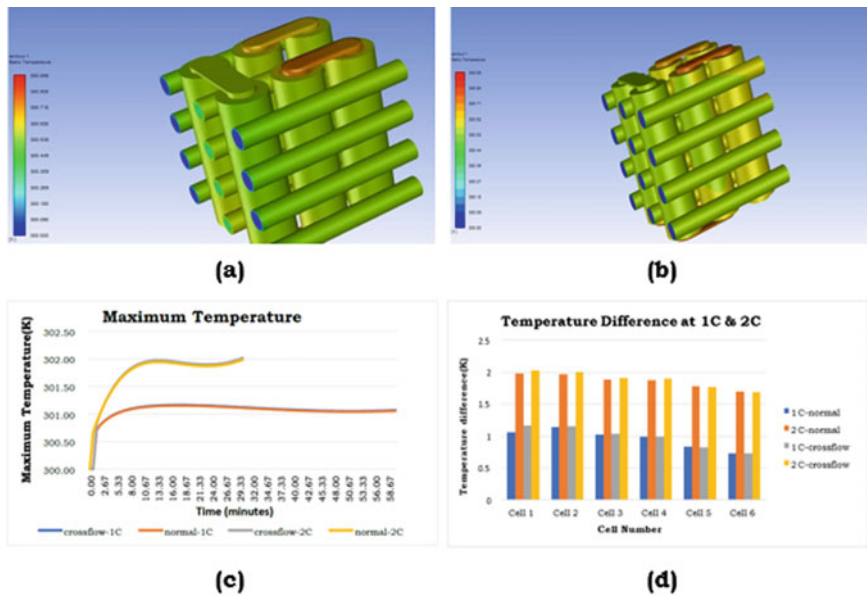 (a)
(b)
Maximum Temperature
Maximum Temperature(K)
302.50
302.00
301.50
301.00
300.50
300.00
0.00 2.67 5.33 8.00 10.67 13.33 16.00 18.67 21.33 24.00 26.67 29.33 32.00 34.67 37.33 40.00 42.67 45.33 48.00 50.67 53.33 56.00 58.67
Time (minutes)
crossflow-1C normal-1C crossflow-2C normal-2C
(c)
Temperature Difference at 1C & 2C
Temperature difference(K)
2.5
2
1.5
1
0.5
0
Cell 1 Cell 2 Cell 3 Cell 4 Cell 5 Cell 6
Cell Number
1C-normal
2C-normal
1C-crossflow
2C-crossflow
(d)